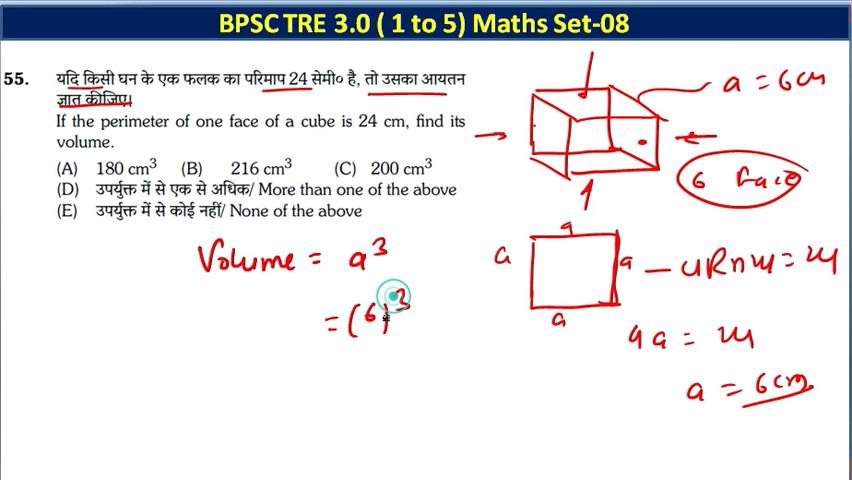 BPSC TRE 3.0 ( 1 to 5) Maths Set-08
55. यदि किसी घन के एक फलक का परिमाप 24 सेमी० है, तो उसका आयतन
ज्ञात कीजिए।
If the perimeter of one face of a cube is 24 cm, find its
volume.
(A) 180 cm³ (B) 216 cm³ (C) 200 cm³
(D) उपर्युक्त में से एक से अधिक/ More than one of the above
(E) उपर्युक्त में से कोई नहीं/ None of the above
a = 6cm
6 Face
Volume = a³
= (6)³
a
a
a
a
4a = 24
a = 6cm